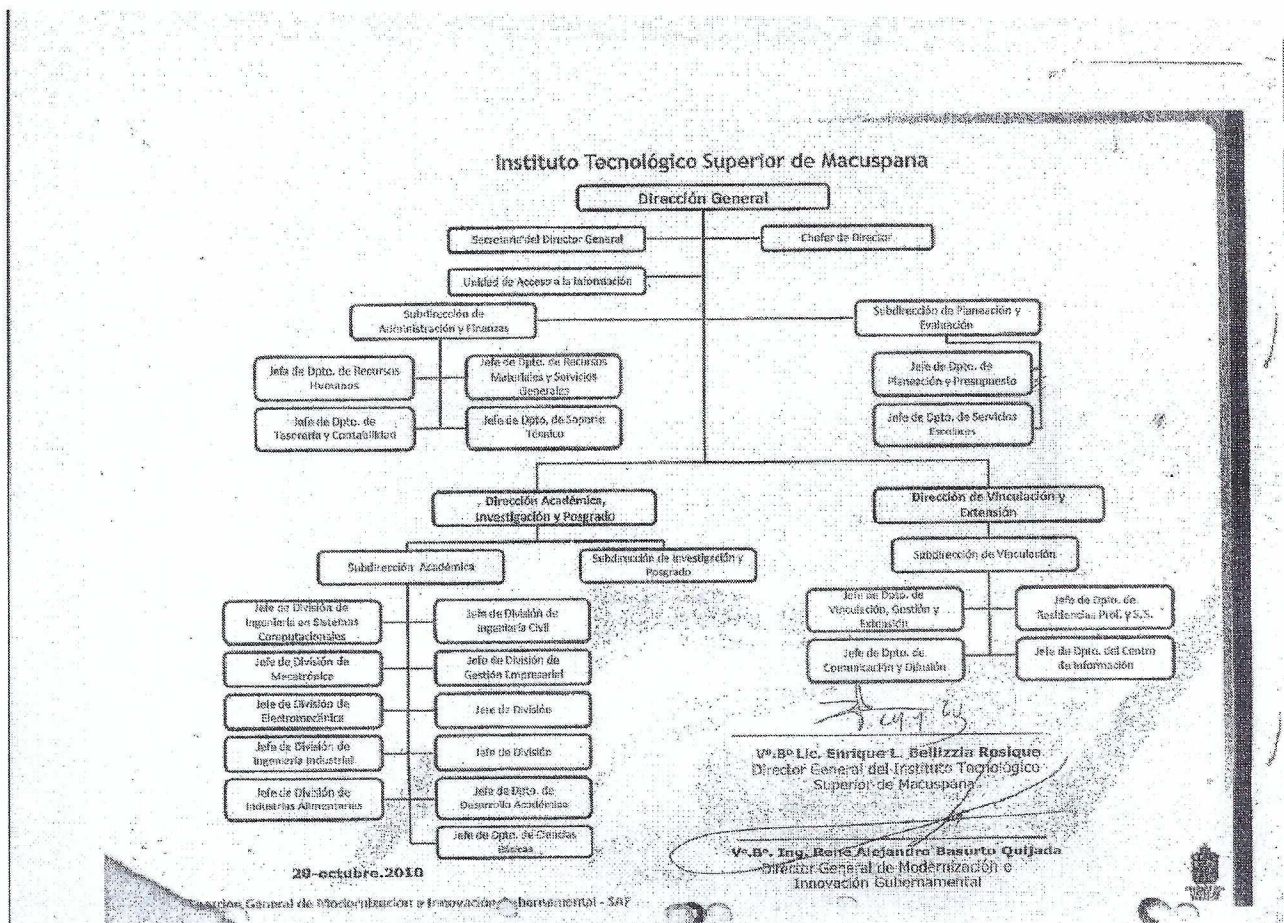 Instituto Tecnológico Superior de Macuspana
Dirección General
Secretaria del Director General
Chofer de Director
Unidad de Acceso a la Información
Subdirección de
Administración y Finanzas
Subdirección de Planeación y
Evaluación
Jefa de Dpto. de Recursos
Humanos
Jefe de Dpto. de Recursos
Materiales y Servicios
Generales
Jefe de Dpto. de
Tesorería y Contabilidad
Jefe de Dpto. de Soporte
Técnico
Jefe de Dpto. de
Planeación y Presupuesto
Jefe de Dpto. de Servicios
Escolares
Dirección Académica,
Investigación y Posgrado
Dirección de Vinculación y
Extensión
Subdirección Académica
Subdirección de Investigación y
Posgrado
Subdirección de Vinculación
Jefe de División de
Ingeniería en Sistemas
Computacionales
Jefe de División de
Ingeniería Civil
Jefe de División de
Mecatrónica
Jefe de División de
Gestión Empresarial
Jefe de División de
Electromecánica
Jefe de División
Jefe de División de
Ingeniería Industrial
Jefe de División
Jefe de División de
Industrias Alimentarias
Jefe de Dpto. de
Desarrollo Académico
Jefe de Dpto. de Ciencias
Básicas
Jefe de Dpto. de
Vinculación, Gestión y
Extensión
Jefe de Dpto. de
Residencias Prof. y S.S.
Jefe de Dpto. de
Comunicación y Difusión
Jefe de Dpto. del Centro
de Información
Vº.Bº Lic. Enrique L. Bellizzia Rosique
Director General del Instituto Tecnológico
Superior de Macuspana
Vº.Bº. Ing. René Alejandro Basurto Quijada
Director General de Modernización e
Innovación Gubernamental
28-octubre.2010
General de Modernización e Innovación Gubernamental - SAF